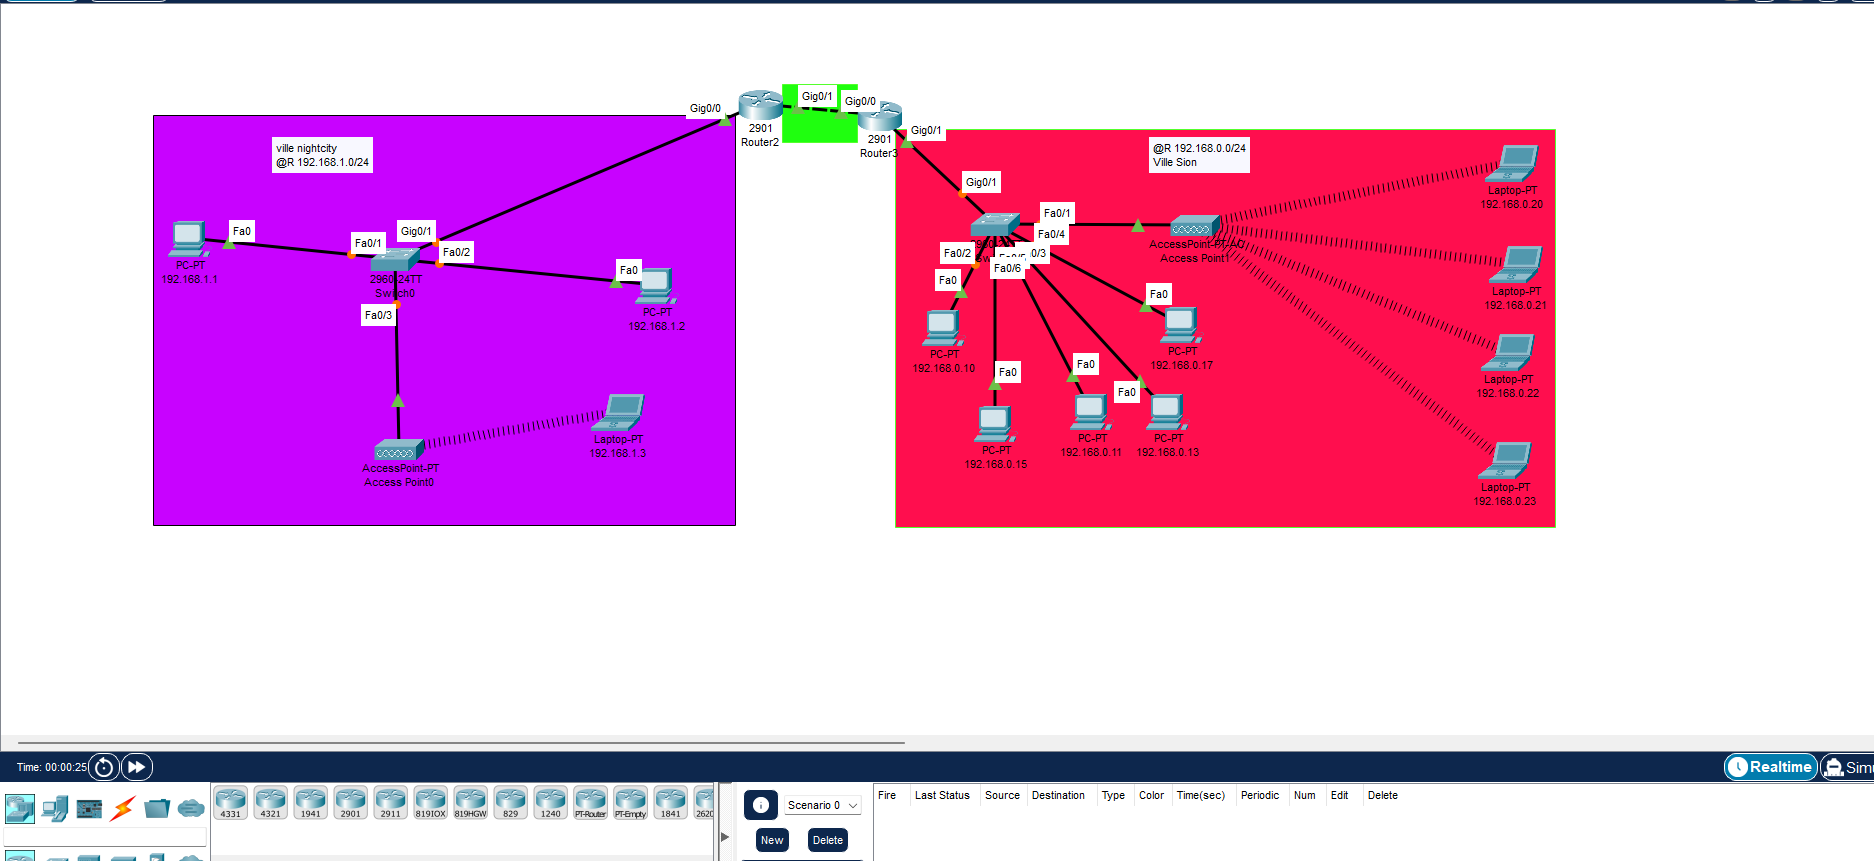 Gig0/0
Gig0/1
Gig0/0
2901
Router2
2901
Router3
Gig0/1
ville nightcity
@R 192.168.1.0/24
Fa0
PC-PT
192.168.1.1
Fa0/1
Gig0/1
Fa0/2
2960-24TT
Switch0
Fa0/3
Fa0
PC-PT
192.168.1.2
AccessPoint-PT
Access Point0
Laptop-PT
192.168.1.3
@R 192.168.0.0/24
Ville Sion
Gig0/1
Fa0/1
Fa0/4
Fa0/2
Fa0/6
AccessPoint-PT-AC
Access Point1
Fa0
PC-PT
192.168.0.10
Fa0
PC-PT
192.168.0.17
Fa0
PC-PT
192.168.0.15
Fa0
PC-PT
192.168.0.11
Fa0
PC-PT
192.168.0.13
Laptop-PT
192.168.0.20
Laptop-PT
192.168.0.21
Laptop-PT
192.168.0.22
Laptop-PT
192.168.0.23
Time: 00:00:25
Realtime
4331
4321
1941
2901
2911
819IOX
819HGW
829
1240
PT-Router
PT-Empty
1841
Scenario 0
New
Delete
Fire Last Status Source Destination Type Color Time(sec) Periodic Num Edit Delete